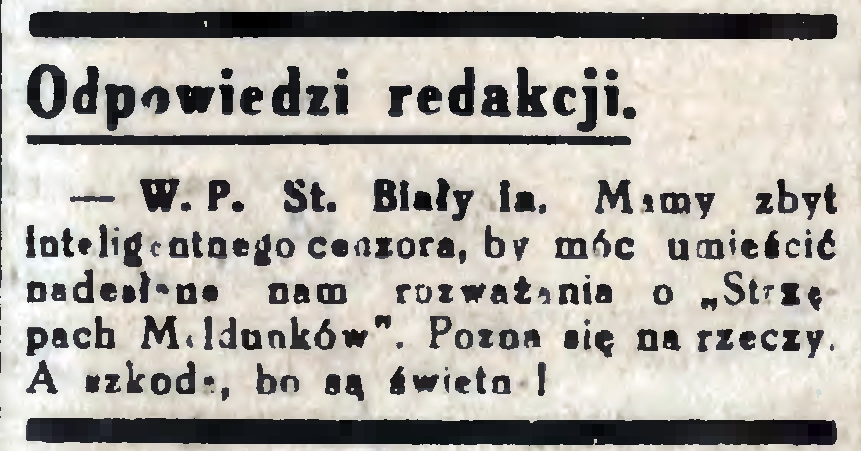 Odpowiedzi redakcji.
— W. P. St. Biały la. Mamy zbyt
inteligentnego cenzora, by móc umieścić
nadesłane nam rozważania o „Strzę-
pach Meldunków". Pozna się na rzeczy.
A szkoda, bo są świetne!